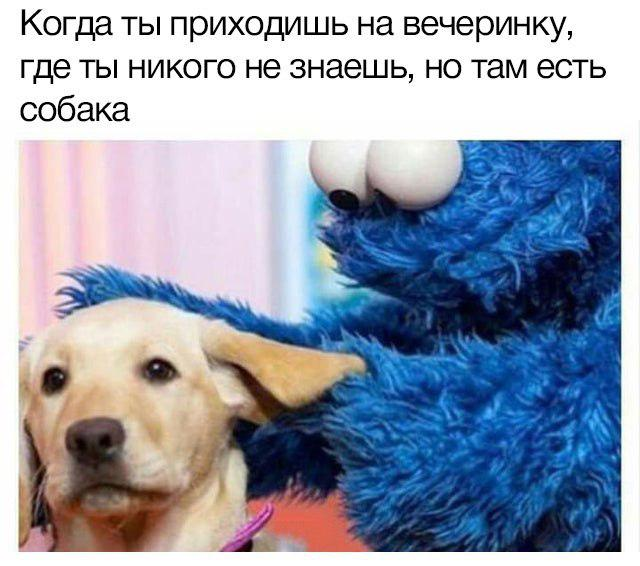 Когда ты приходишь на вечеринку,
где ты никого не знаешь, но там есть
собака